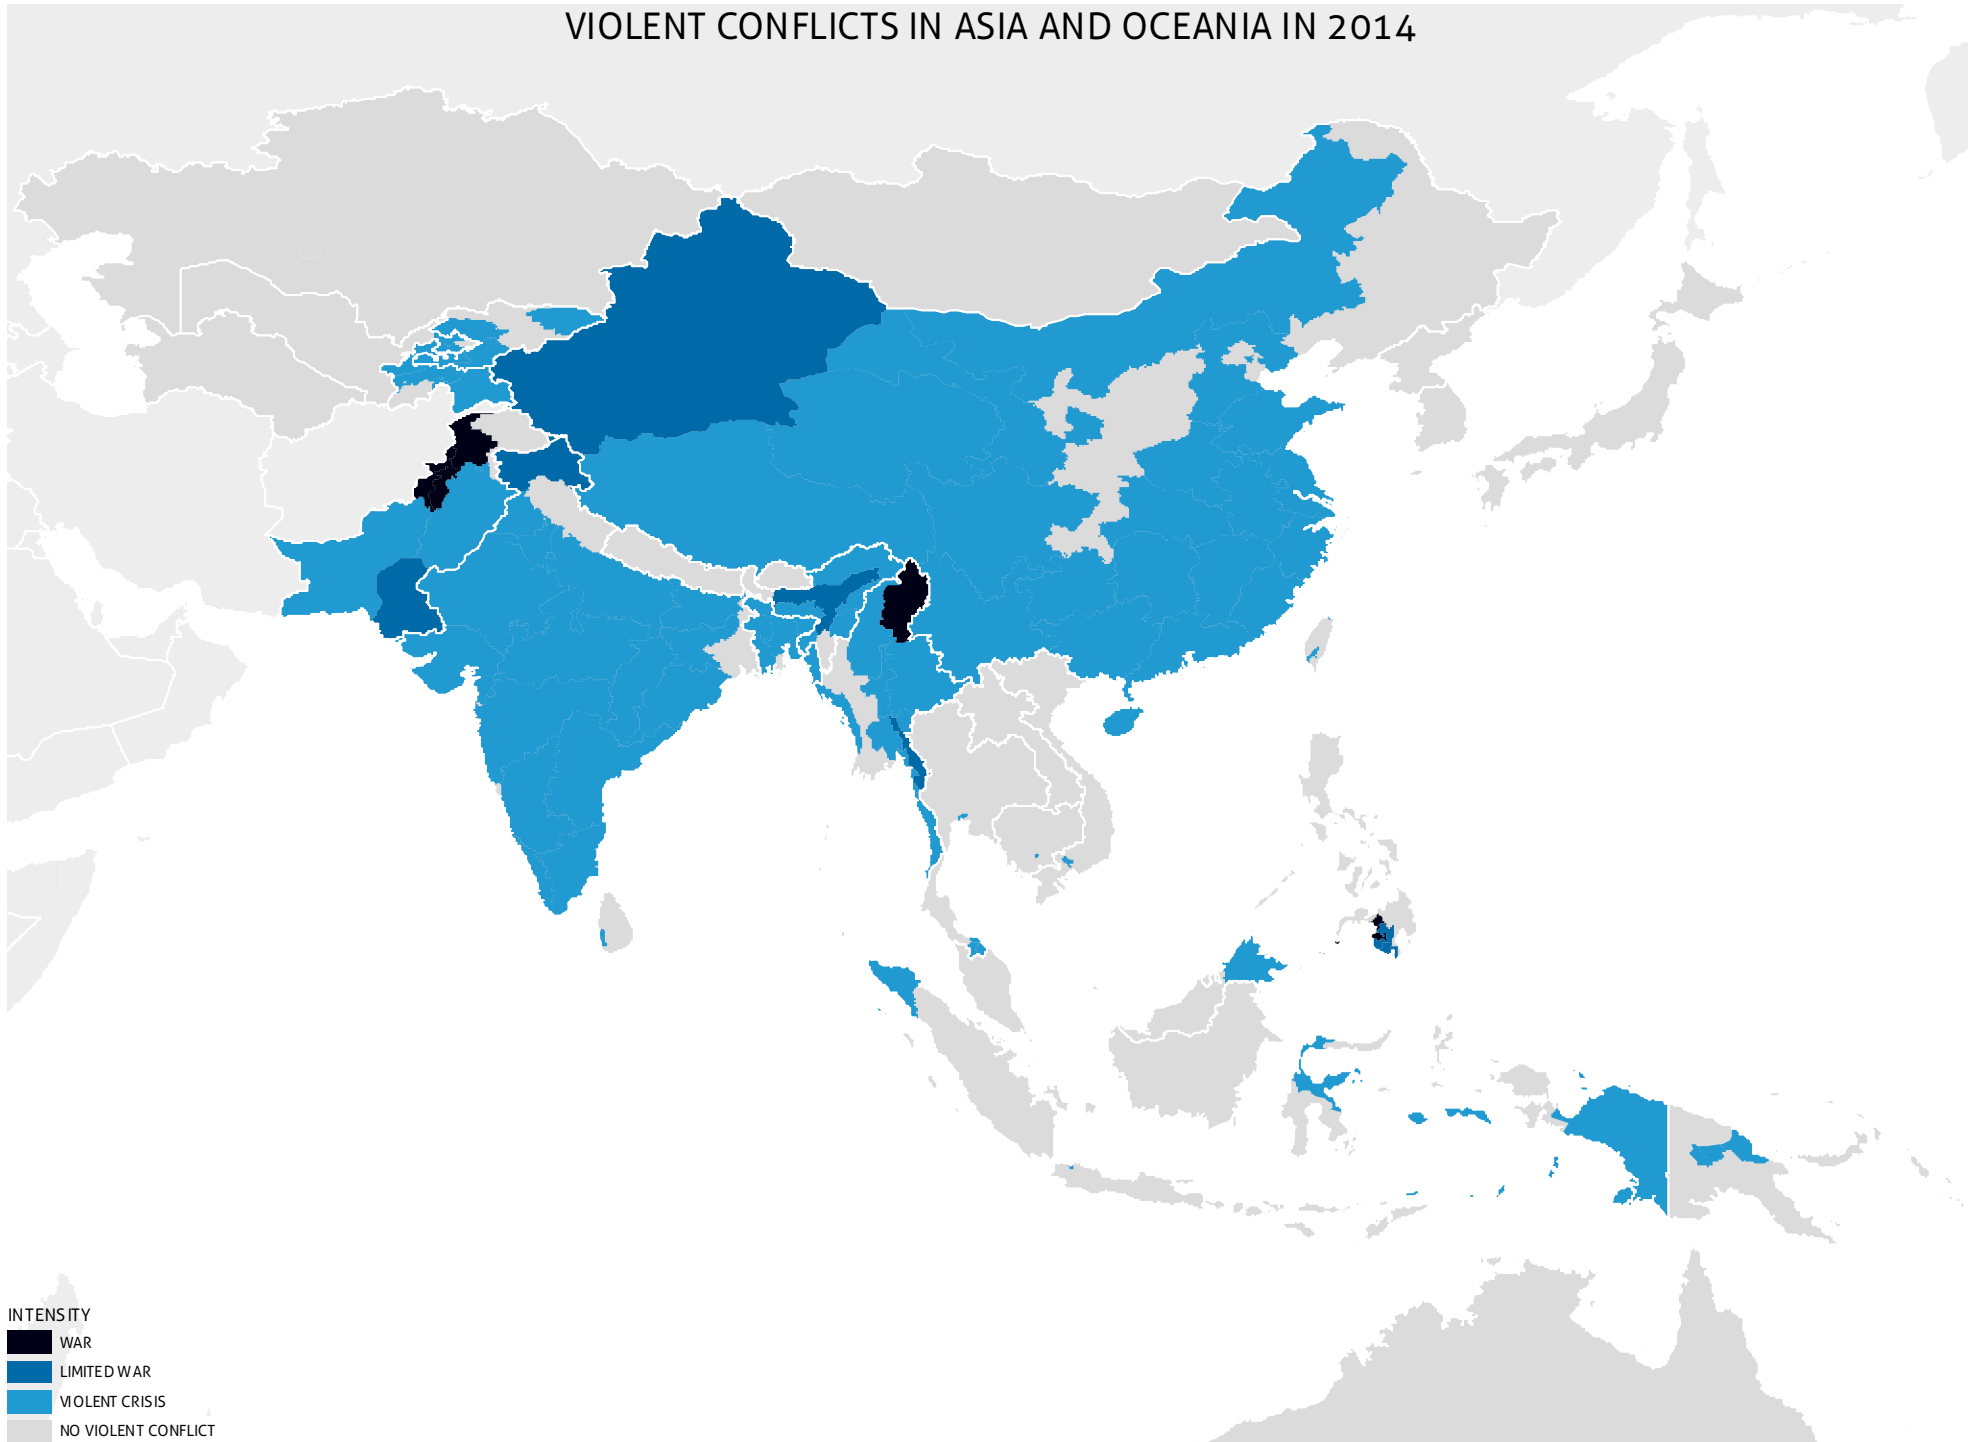 VIOLENT CONFLICTS IN ASIA AND OCEANIA IN 2014
INTENSITY
WAR
LIMITED WAR
VIOLENT CRISIS
NO VIOLENT CONFLICT